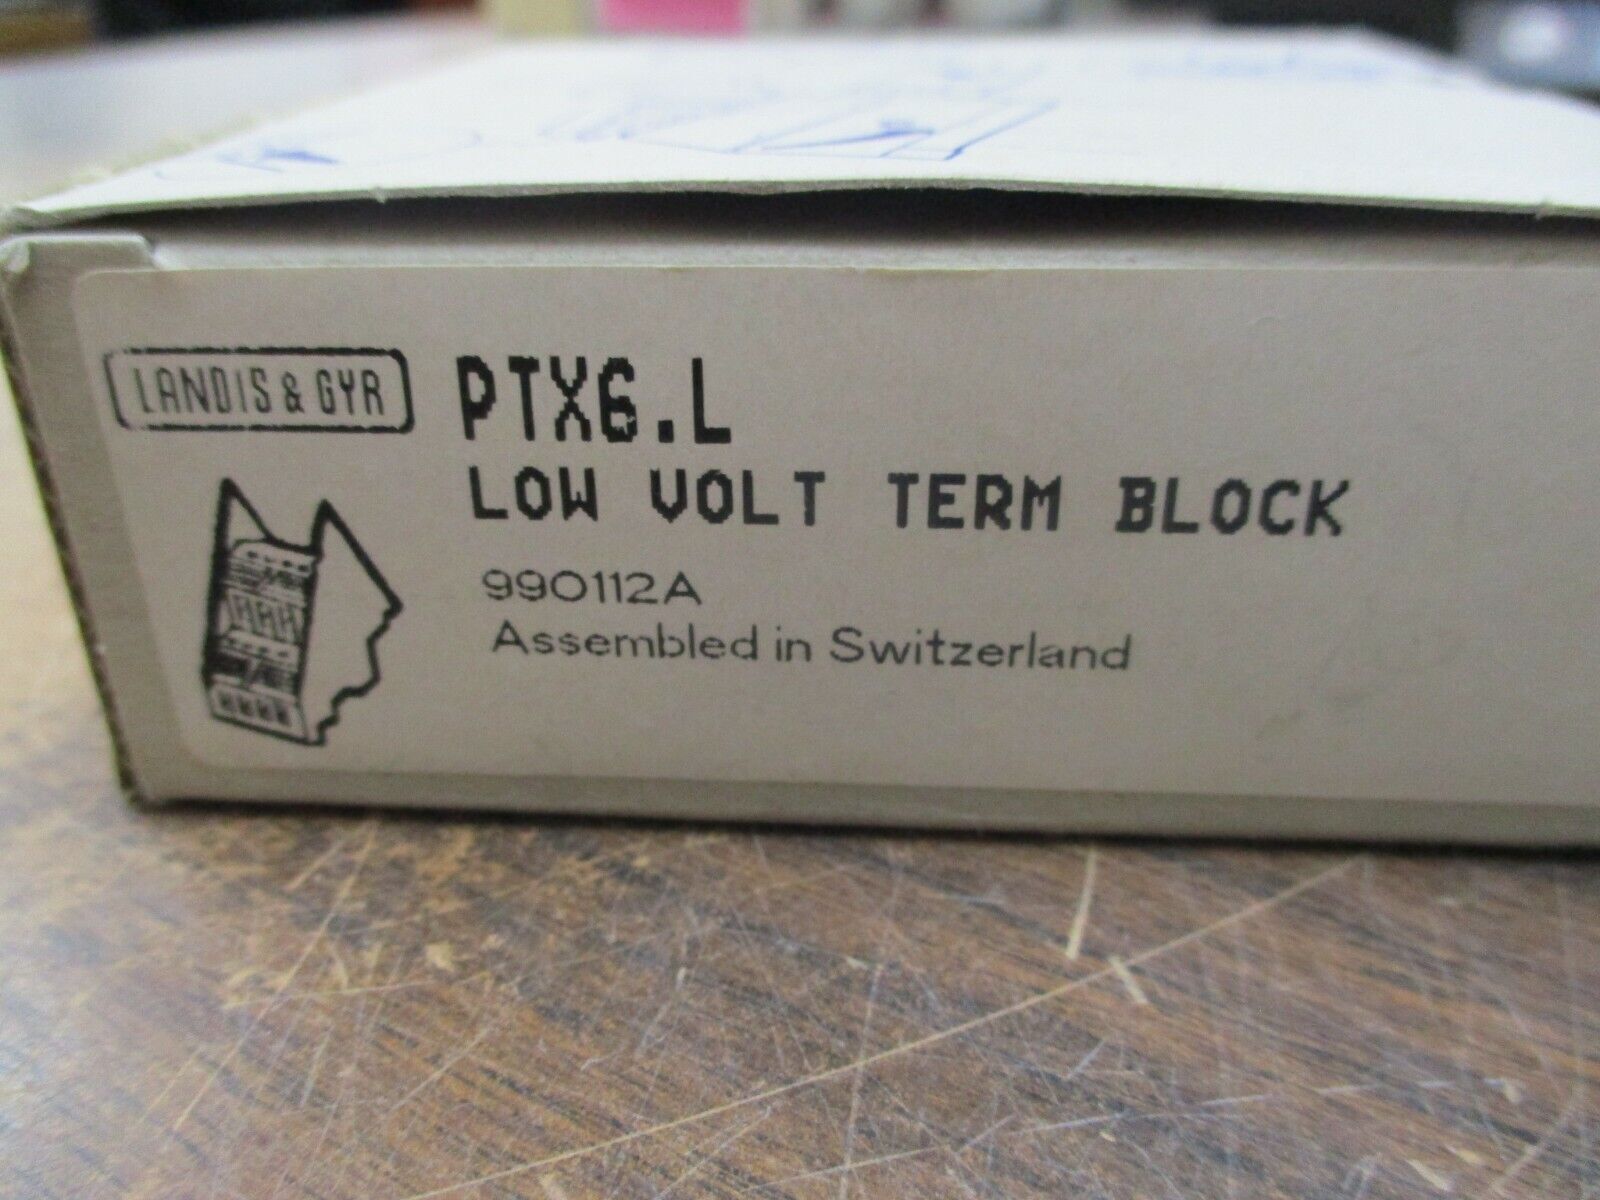 LANDIS & GYR
PTX6.L
LOW VOLT TERM BLOCK
990112A
Assembled in Switzerland